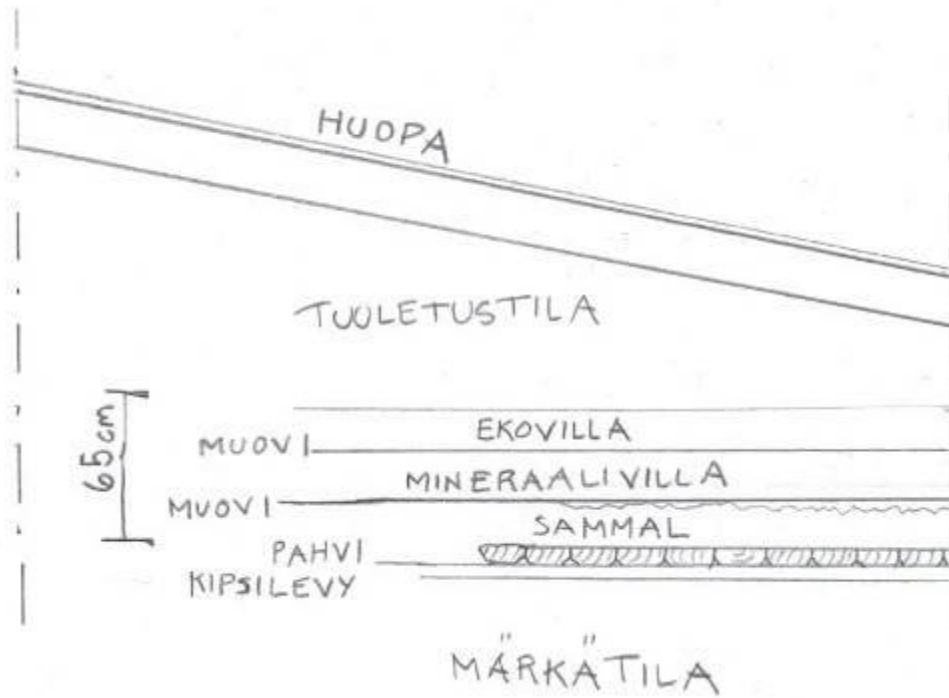 HUOPA
TUULETUSTILA
65cm
EKOVILLA
MUOVI
MINERAALIVILLA
MUOVI
SAMMAL
PAHVI
KIPSILEVY
MÄRKÄTILA